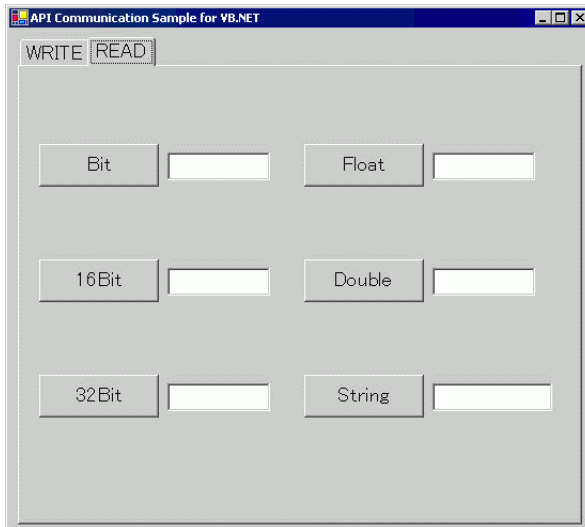 API Communication Sample for VB.NET
WRITE READ
Bit Float
16Bit Double
32Bit String